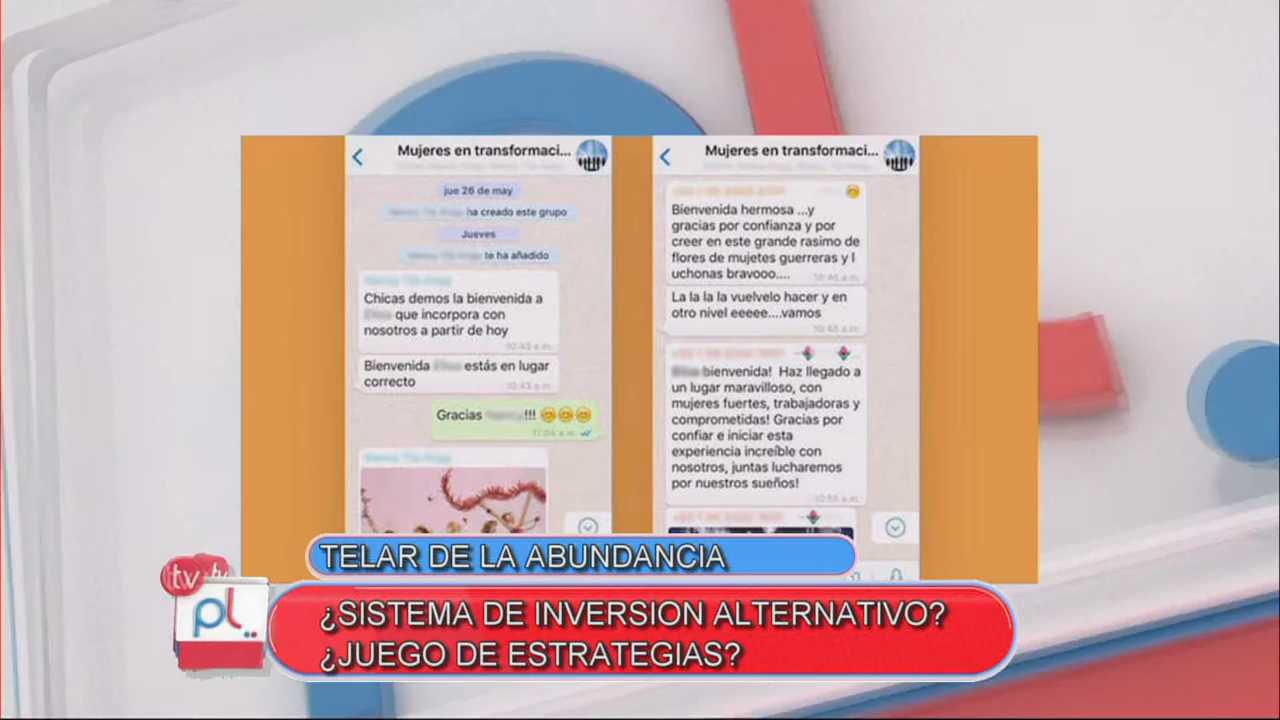 Mujeres en transformaci...
jue 26 de may
ha creado este grupo
Jueves
te ha añadido
Chicas demos la bienvenida a
que incorpora con
nosotros a partir de hoy
10:43 a.m.
Bienvenida estás en lugar
correcto
10:43 a.m.
Gracias !!!
11:04 a.m.
Mujeres en transformaci...
Bienvenida hermosa ...y
gracias por confianza y por
creer en este grande rasimo de
flores de mujetes guerreras y l
uchonas bravooo....
La la la la vuelvelo hacer y en
otro nivel eeeee....vamos
10:45 a.m.
bienvenida! Haz llegado a
un lugar maravilloso, con
mujeres fuertes, trabajadoras y
comprometidas! Gracias por
confiar e iniciar esta
experiencia increíble con
nosotros, juntas lucharemos
por nuestros sueños!
10:55 a.m.
TELAR DE LA ABUNDANCIA
tv
pl..
¿SISTEMA DE INVERSION ALTERNATIVO?
¿JUEGO DE ESTRATEGIAS?